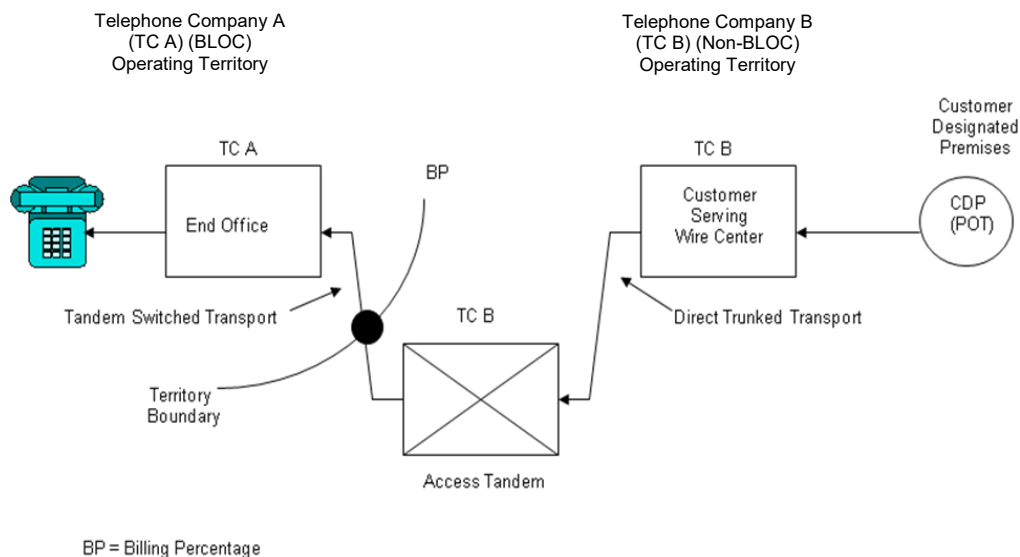 Telephone Company A
(TC A) (BLOC)
Operating Territory
Telephone Company B
(TC B) (Non-BLOC)
Operating Territory
Customer
Designated
Premises
TC A
BP
TC B
End Office
Customer
Serving
Wire Center
CDP
(POT)
Tandem Switched Transport
TC B
Direct Trunked Transport
Territory
Boundary
Access Tandem
BP = Billing Percentage